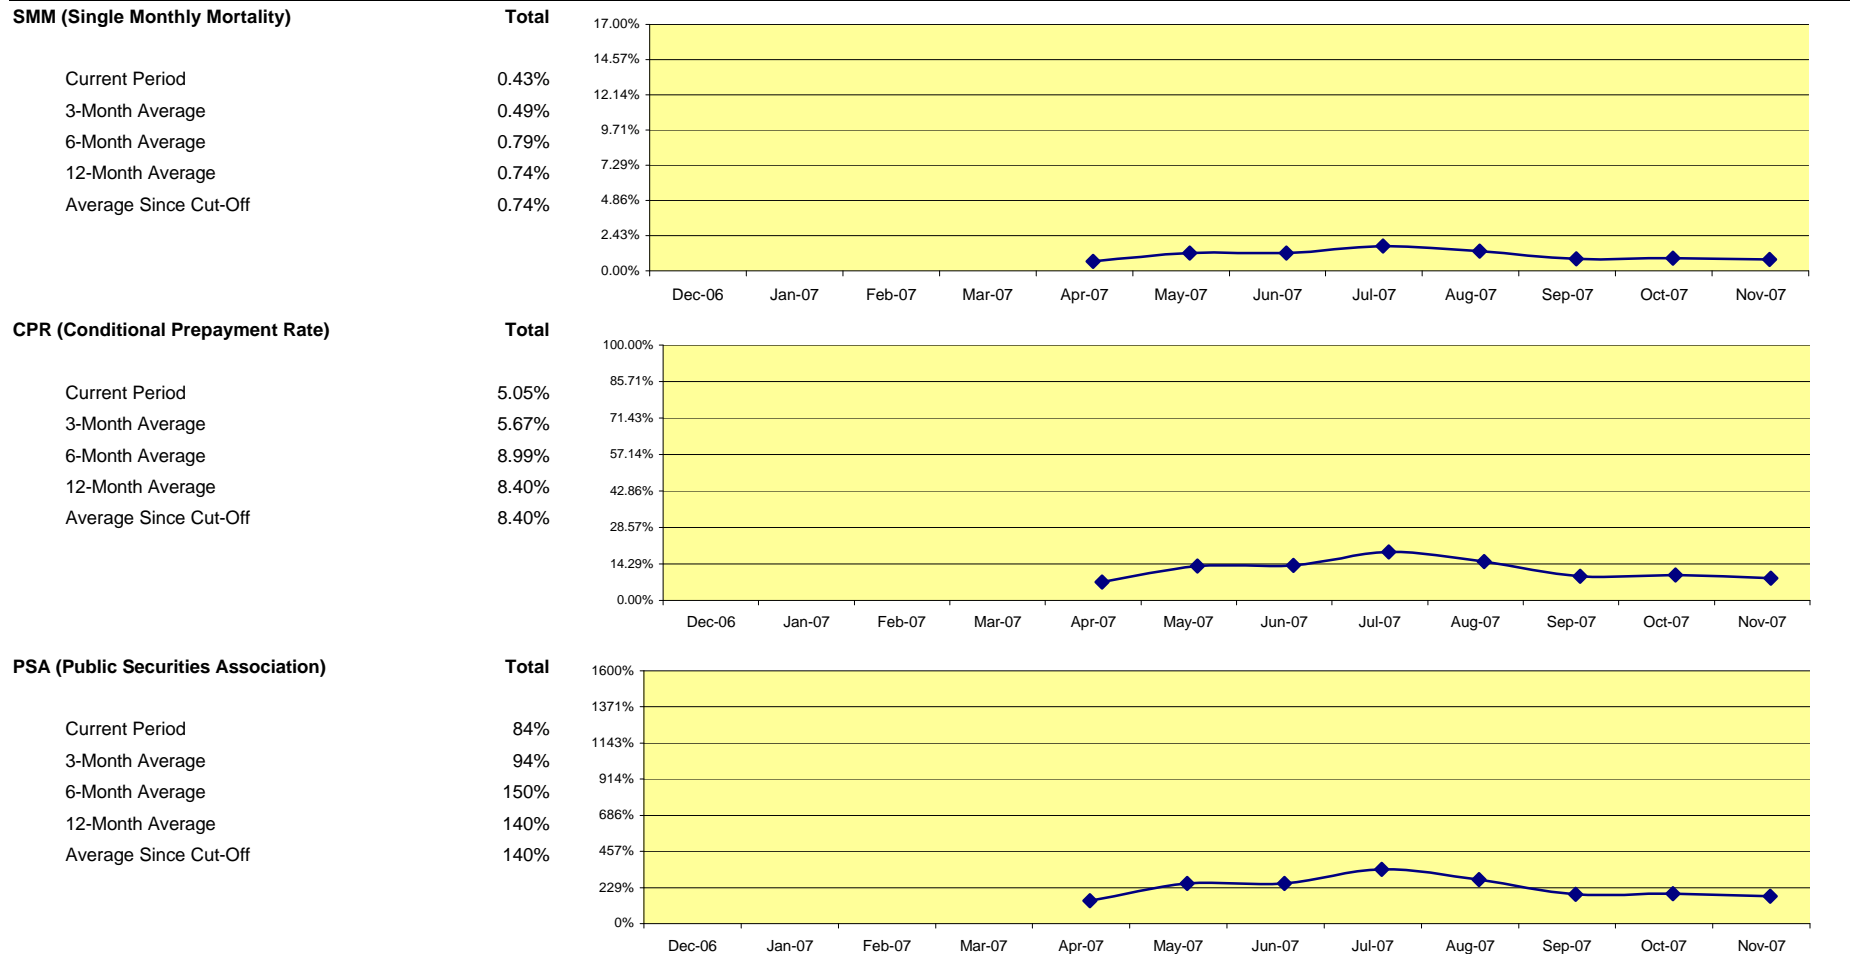 SMM (Single Monthly Mortality) Total
Current Period 0.43%
3-Month Average 0.49%
6-Month Average 0.79%
12-Month Average 0.74%
Average Since Cut-Off 0.74%
17.00%
14.57%
12.14%
9.71%
7.29%
4.86%
2.43%
0.00%
Dec-06 Jan-07 Feb-07 Mar-07 Apr-07 May-07 Jun-07 Jul-07 Aug-07 Sep-07 Oct-07 Nov-07
CPR (Conditional Prepayment Rate) Total
Current Period 5.05%
3-Month Average 5.67%
6-Month Average 8.99%
12-Month Average 8.40%
Average Since Cut-Off 8.40%
100.00%
85.71%
71.43%
57.14%
42.86%
28.57%
14.29%
0.00%
Dec-06 Jan-07 Feb-07 Mar-07 Apr-07 May-07 Jun-07 Jul-07 Aug-07 Sep-07 Oct-07 Nov-07
PSA (Public Securities Association) Total
Current Period 84%
3-Month Average 94%
6-Month Average 150%
12-Month Average 140%
Average Since Cut-Off 140%
1600%
1371%
1143%
914%
686%
457%
229%
0%
Dec-06 Jan-07 Feb-07 Mar-07 Apr-07 May-07 Jun-07 Jul-07 Aug-07 Sep-07 Oct-07 Nov-07